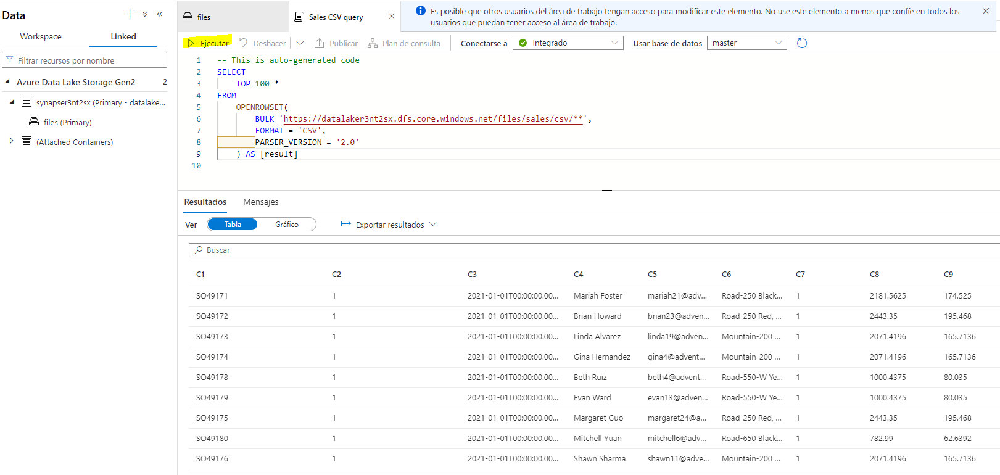 Data
Workspace
Linked
Filtrar recursos por nombre
Azure Data Lake Storage Gen2 2
synapser3nt2sx (Primary - datalake...
files (Primary)
(Attached Containers)
files
Sales CSV query
Es posible que otros usuarios del área de trabajo tengan acceso para modificar este elemento. No use este elemento a menos que confíe en todos los
usuarios que puedan tener acceso al área de trabajo.
Ejecutar Deshacer Publicar Plan de consulta Conectarse a Integrado Usar base de datos master
1 -- This is auto-generated code
2 SELECT
3 TOP 100 *
4 FROM
5 OPENROWSET(
6 BULK 'https://datalaker3nt2sx.dfs.core.windows.net/files/sales/csv/**',
7 FORMAT = 'CSV',
8 PARSER_VERSION = '2.0'
9 ) AS [result]
10
Resultados Mensajes
Ver Tabla Gráfico Exportar resultados
Buscar
C1 C2 C3 C4 C5 C6 C7 C8 C9
SO49171 1 2021-01-01T00:00:00.00... Mariah Foster mariah21@adv... Road-250 Black... 1 2181.5625 174.525
SO49172 1 2021-01-01T00:00:00.00... Brian Howard brian23@adven... Road-250 Red, ... 1 2443.35 195.468
SO49173 1 2021-01-01T00:00:00.00... Linda Alvarez linda19@adven... Mountain-200 ... 1 2071.4196 165.7136
SO49174 1 2021-01-01T00:00:00.00... Gina Hernandez gina4@advent... Mountain-200 ... 1 2071.4196 165.7136
SO49178 1 2021-01-01T00:00:00.00... Beth Ruiz beth4@advent... Road-550-W Ye... 1 1000.4375 80.035
SO49179 1 2021-01-01T00:00:00.00... Evan Ward evan13@adven... Road-550-W Ye... 1 1000.4375 80.035
SO49175 1 2021-01-01T00:00:00.00... Margaret Guo margaret24@a... Road-250 Red, ... 1 2443.35 195.468
SO49180 1 2021-01-01T00:00:00.00... Mitchell Yuan mitchell6@adv... Road-650 Black... 1 782.99 62.6392
SO49176 1 2021-01-01T00:00:00.00... Shawn Sharma shawn11@adve... Mountain-200 ... 1 2071.4196 165.7136